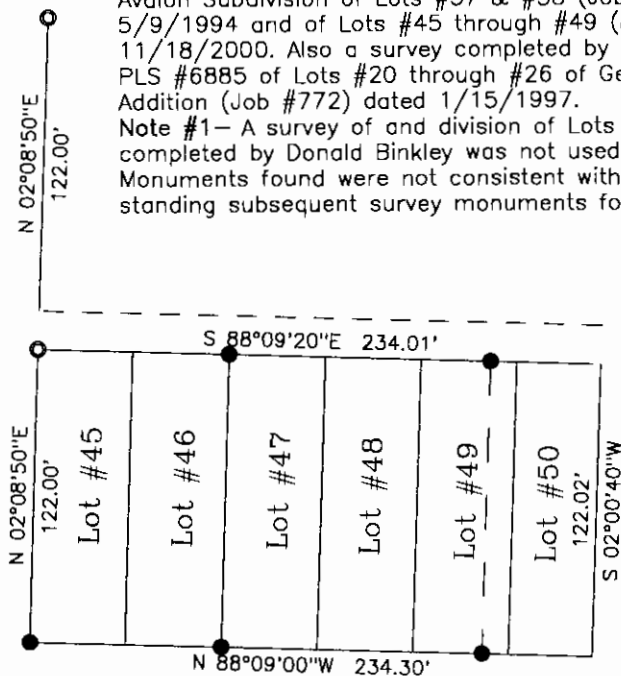 Avalon Subdivision of Lots #37 & #38
5/9/1994 and of Lots #45 through #49
11/18/2000. Also a survey completed by
PLS #6885 of Lots #20 through #26 of
Addition (Job #772) dated 1/15/1997.
Note #1– A survey of and division of Lots
completed by Donald Binkley was not used
Monuments found were not consistent with
standing subsequent survey monuments
N 02°08'50"E
122.00'
S 88°09'20"E 234.01'
N 02°08'50"E
122.00'
Lot #45
Lot #46
Lot #47
Lot #48
Lot #49
Lot #50
122.02'
S 02°00'40"W
N 88°09'00"W 234.30'